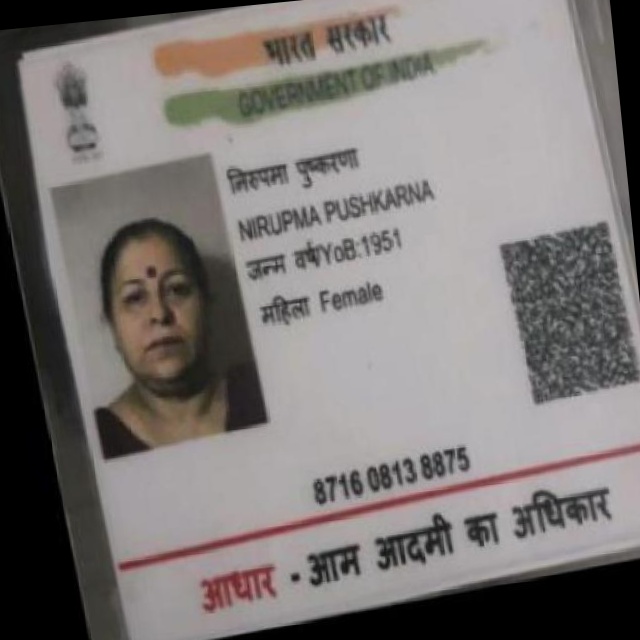 भारत सरकार
GOVERNMENT OF INDIA
निरुपमा पुष्करणा
NIRUPMA PUSHKARNA
जन्म वर्ष/YoB:1951
महिला Female
8716 0813 8875
आधार - आम आदमी का अधिकार